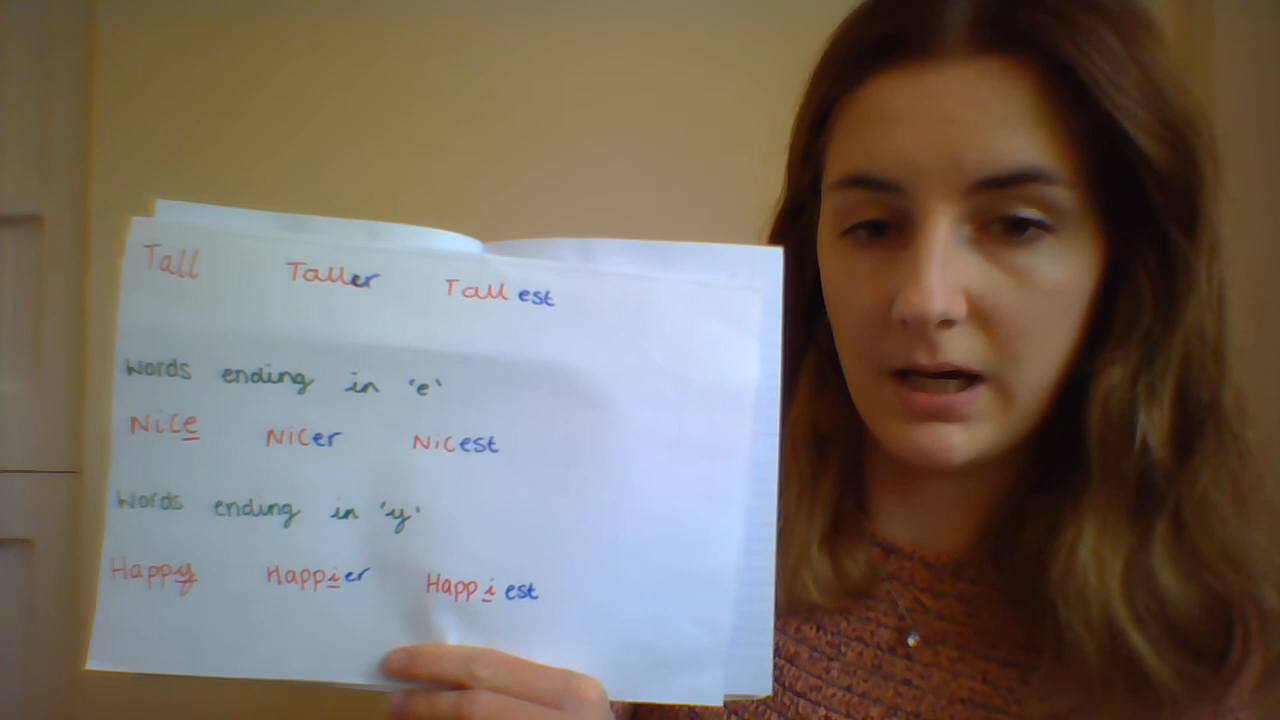 Tall Taller Tallest
Words ending in 'e'
Nice Nicer Nicest
Words ending in 'y'
Happy Happier Happiest